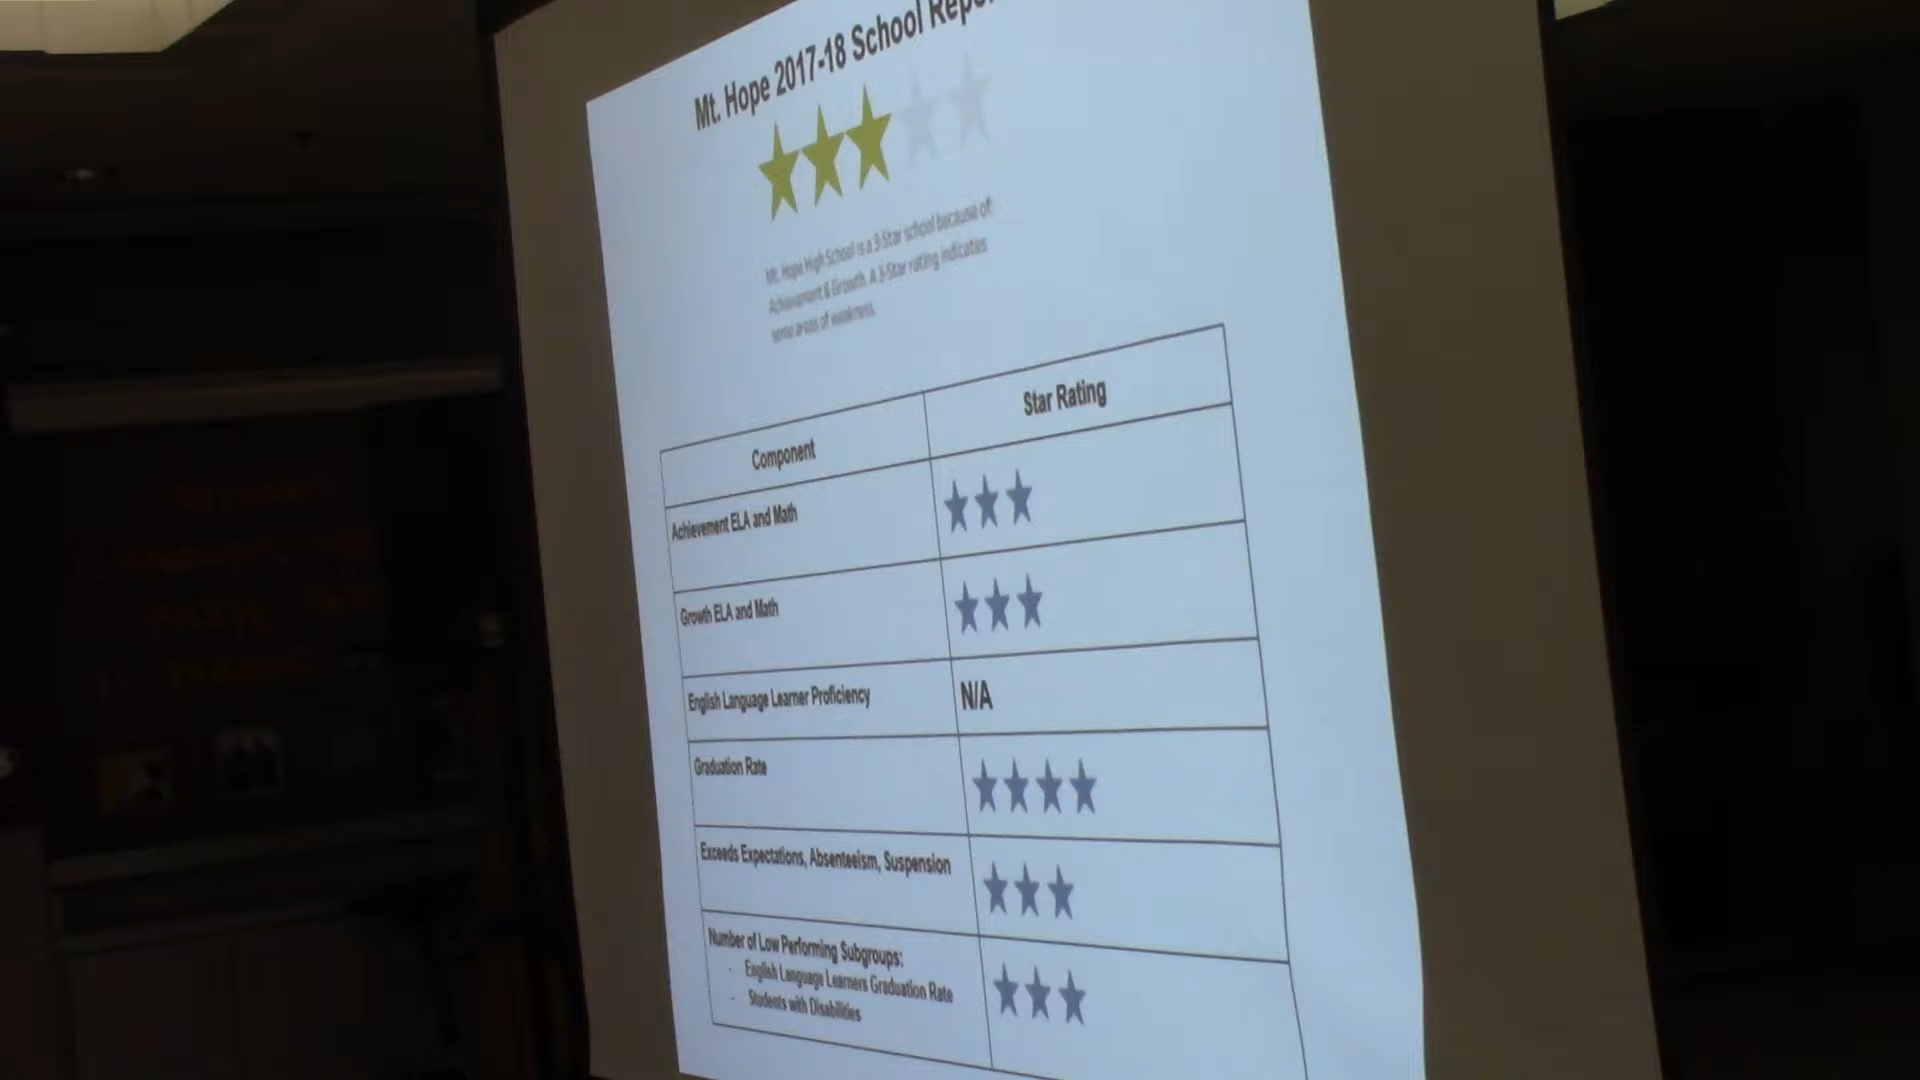 Mt. Hope 2017-18 School Repor
Mt. Hope High School is a 3-Star school because of:
Achievement & Growth. A 3-Star rating indicates
some areas of weakness.
Component
Star Rating
Achievement ELA and Math
Growth ELA and Math
English Language Learner Proficiency
N/A
Graduation Rate
Exceeds Expectations, Absenteeism, Suspension
Number of Low Performing Subgroups:
- English Language Learners Graduation Rate
- Students with Disabilities